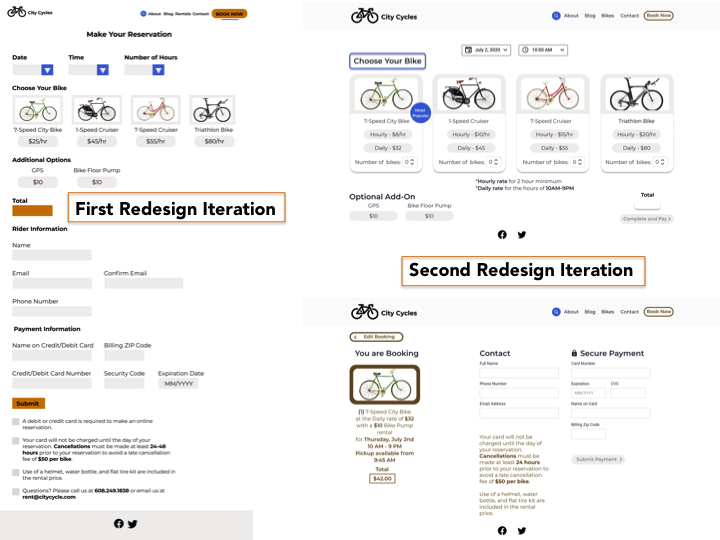 City Cycles
About Blog Rentals Contact BOOK NOW
Make Your Reservation
Date Time Number of Hours
Choose Your Bike
7-Speed City Bike 1-Speed Cruiser 7-Speed Cruiser Triathlon Bike
$25/hr $45/hr $55/hr $80/hr
Additional Options
GPS Bike Floor Pump
$10 $10
Total
First Redesign Iteration
Rider Information
Name
Email Confirm Email
Phone Number
Payment Information
Name on Credit/Debit Card Billing ZIP Code
Credit/Debit Card Number Security Code Expiration Date
MM/YYYY
Submit
A debit or credit card is required to make an online
reservation.
Your card will not be charged until the day of your
reservation. Cancellations must be made at least 24-48
hours prior to your reservation to avoid a late cancellation
fee of $50 per bike.
Use of a helmet, water bottle, and flat tire kit are included in
the rental price.
Questions? Please call us at 608.249.1838 or email us at
rent@citycycle.com
City Cycles
About Blog Bikes Contact Book Now
July 2, 2020 10:00 AM
Choose Your Bike
Most
Popular
7-Speed City Bike 1-Speed Cruiser 7-Speed Cruiser Triathlon Bike
Hourly - $8/hr Hourly - $10/hr Hourly - $15/hr Hourly - $20/hr
Daily - $32 Daily - $45 Daily - $55 Daily - $80
Number of bikes: 0 Number of bikes: 0 Number of bikes: 0 Number of bikes: 0
*Hourly rate for 2 hour minimum
*Daily rate for the hours of 10AM-9PM
Optional Add-On
GPS Bike Floor Pump
$10 $10
Total
Complete and Pay >
Second Redesign Iteration
City Cycles
About Blog Bikes Contact Book Now
< Edit Booking
You are Booking
(1) 7-Speed City Bike
at the Daily rate of $32
with a $10 Bike Pump
rental
for Thursday, July 2nd
10 AM - 9 PM
Pickup available from
9:45 AM
Total
$42.00
Contact
Full Name
Phone Number
Email Address
Your card will not be
charged until the day of
your reservation.
Cancellations must be
made at least 24 hours
prior to your reservation to
avoid a late cancellation
fee of $50 per bike.
Use of a helmet, water
bottle, and flat tire kit are
included in the rental
price.
Secure Payment
Card Number
Expiration CVC
MM/YYYY
Name on Card
Billing Zip Code
Submit Payment >